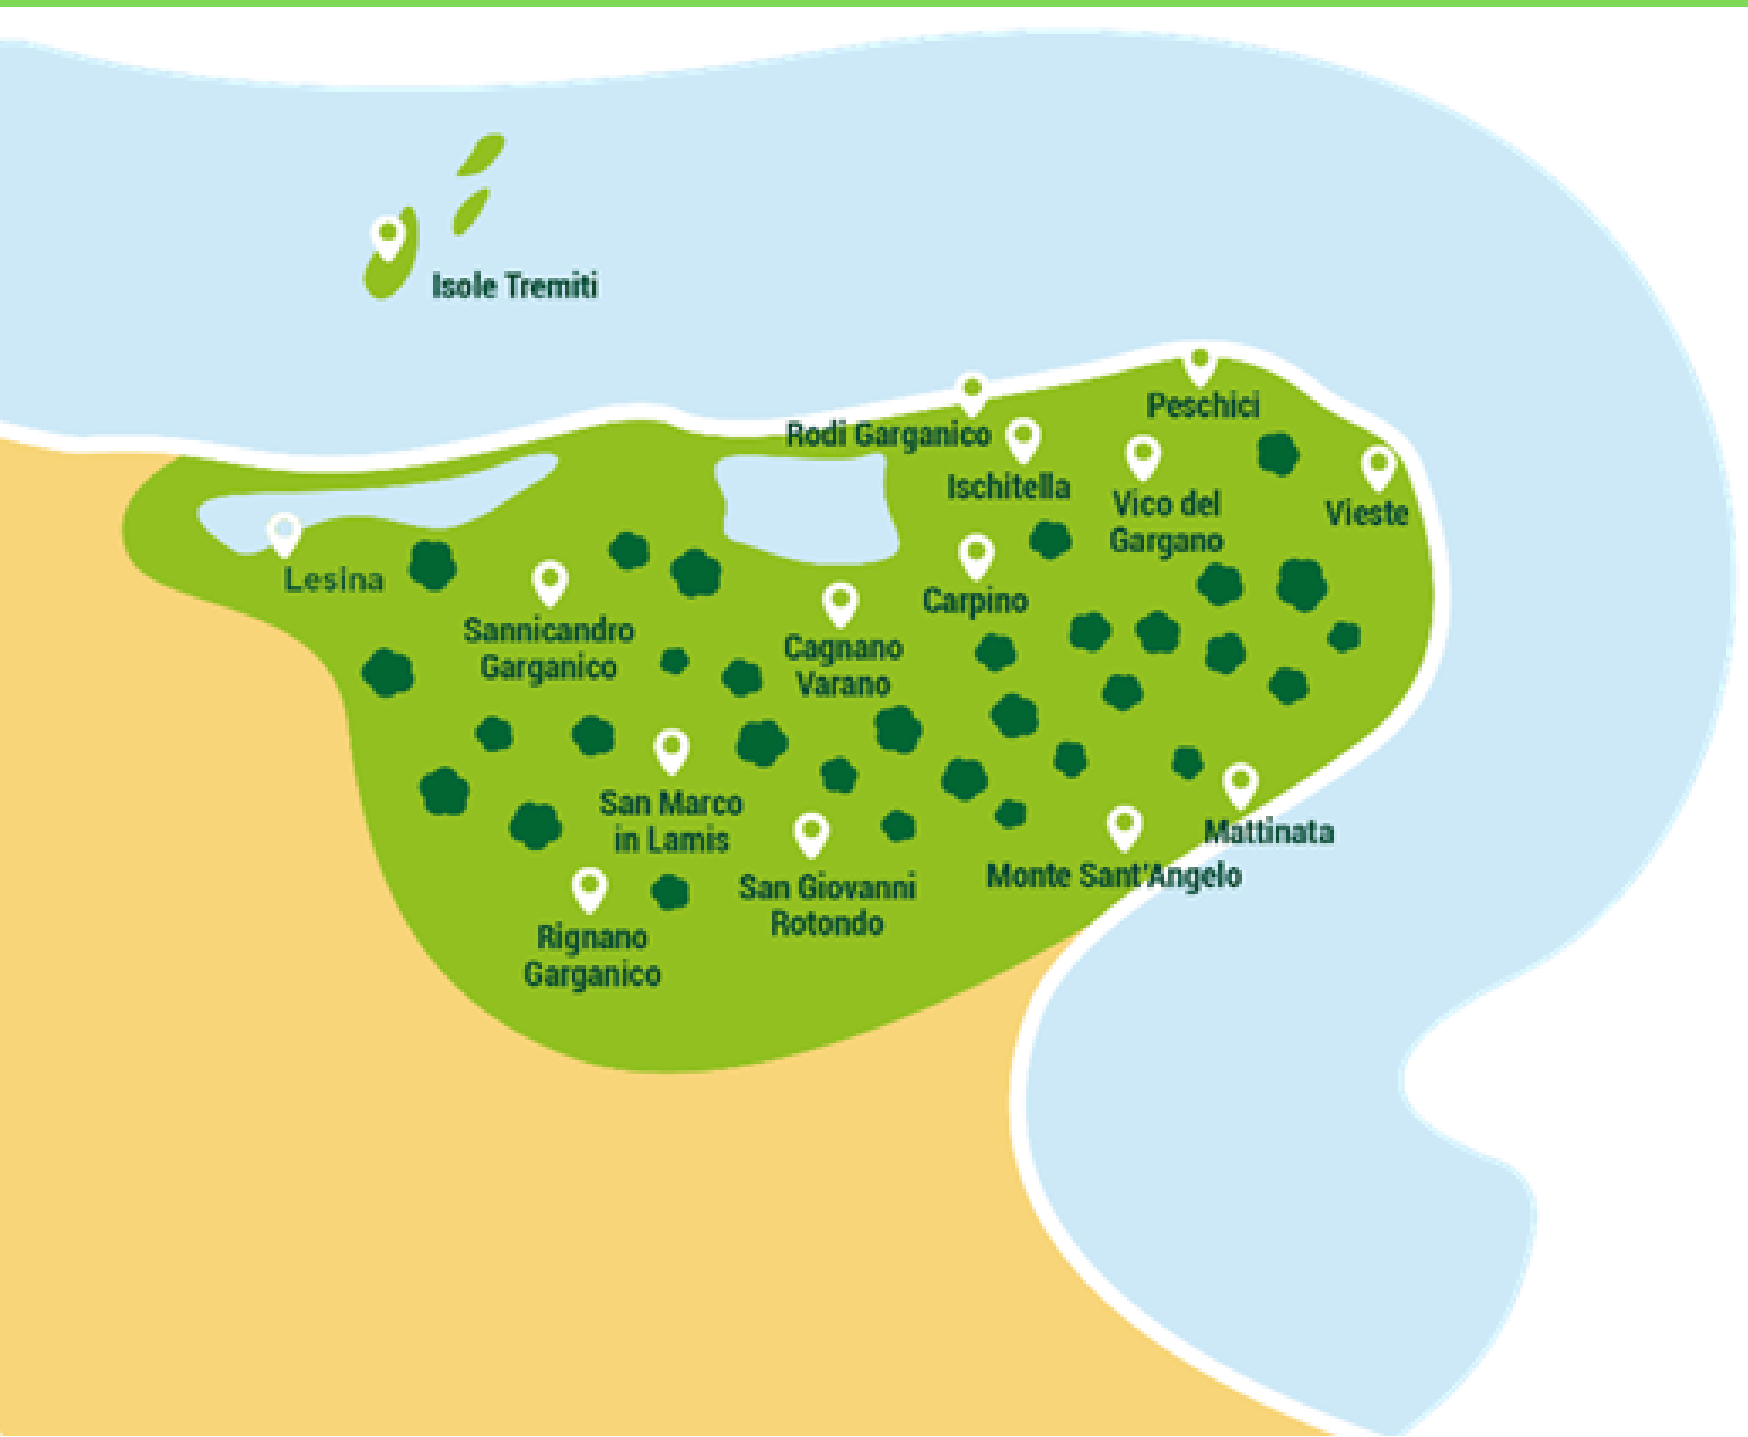 Isole Tremiti
Peschici
Rodi Garganico
Ischitella
Vico del
Gargano
Vieste
Lesina
Carpino
Sannicandro
Garganico
Cagnano
Varano
San Marco
in Lamis
Mattinata
Monte Sant'Angelo
San Giovanni
Rotondo
Rignano
Garganico